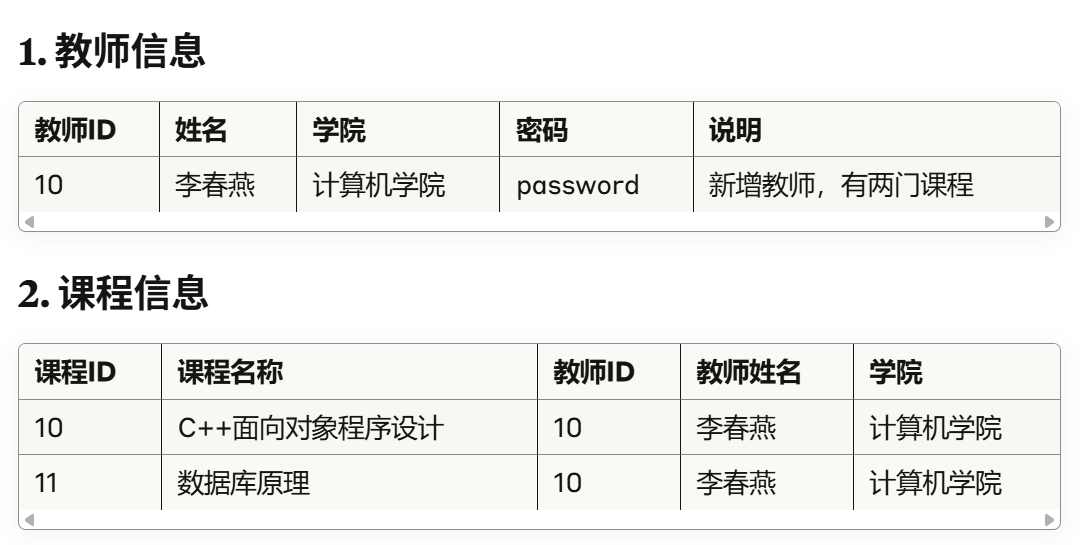 1. 教师信息
教师ID 姓名 学院 密码 说明
10 李春燕 计算机学院 password 新增教师，有两门课程
2. 课程信息
课程ID 课程名称 教师ID 教师姓名 学院
10 C++面向对象程序设计 10 李春燕 计算机学院
11 数据库原理 10 李春燕 计算机学院